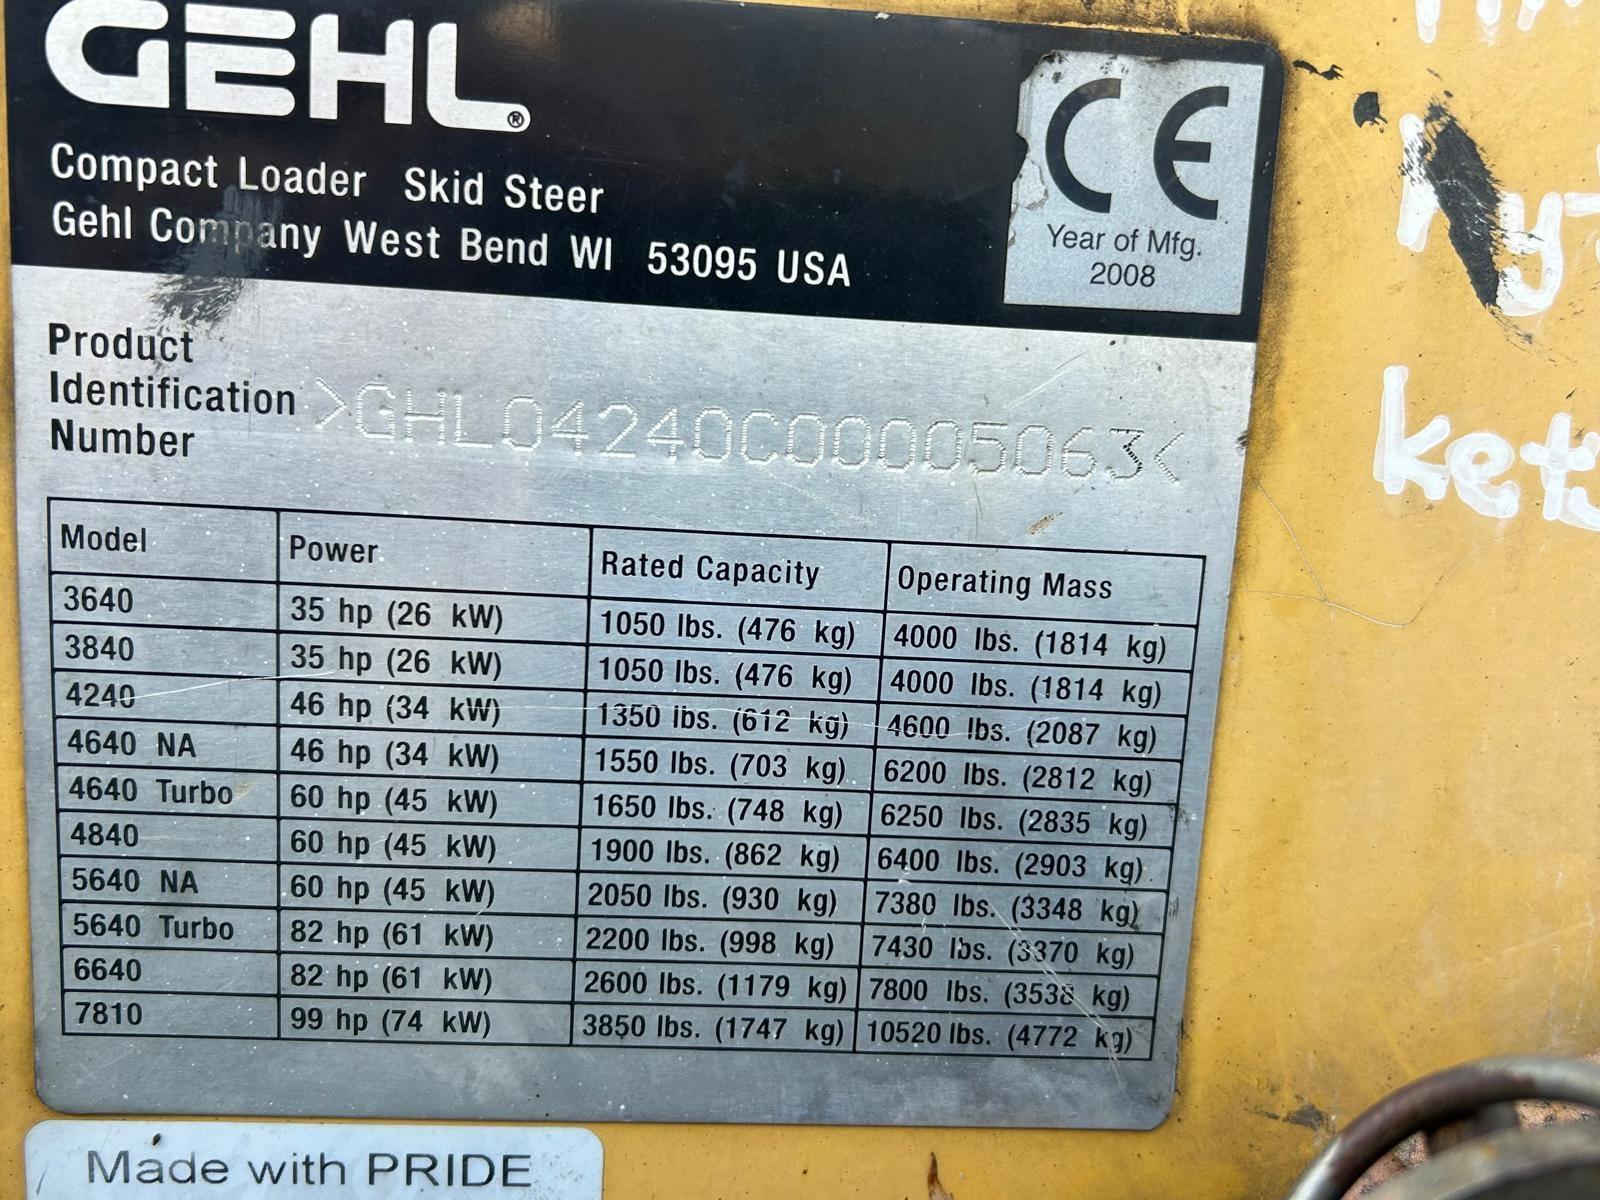 GEHL®
Compact Loader Skid Steer
Gehl Company West Bend WI 53095 USA
CE
Year of Mfg.
2008
Product
Identification
Number
>GHL04240C00005063<
Model Power Rated Capacity Operating Mass
3640 35 hp (26 kW) 1050 lbs. (476 kg) 4000 lbs. (1814 kg)
3840 35 hp (26 kW) 1050 lbs. (476 kg) 4000 lbs. (1814 kg)
4240 46 hp (34 kW) 1350 lbs. (612 kg) 4600 lbs. (2087 kg)
4640 NA 46 hp (34 kW) 1550 lbs. (703 kg) 6200 lbs. (2812 kg)
4640 Turbo 60 hp (45 kW) 1650 lbs. (748 kg) 6250 lbs. (2835 kg)
4840 60 hp (45 kW) 1900 lbs. (862 kg) 6400 lbs. (2903 kg)
5640 NA 60 hp (45 kW) 2050 lbs. (930 kg) 7380 lbs. (3348 kg)
5640 Turbo 82 hp (61 kW) 2200 lbs. (998 kg) 7430 lbs. (3370 kg)
6640 82 hp (61 kW) 2600 lbs. (1179 kg) 7800 lbs. (3538 kg)
7810 99 hp (74 kW) 3850 lbs. (1747 kg) 10520 lbs. (4772 kg)
Made with PRIDE